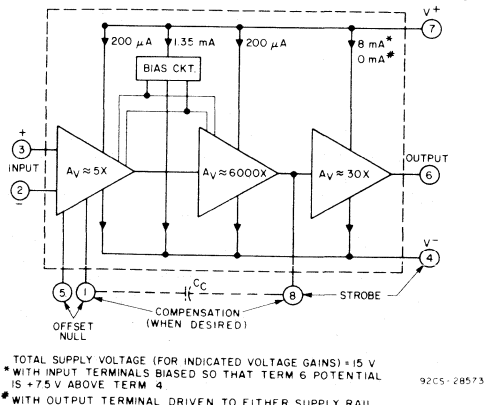 V+
7
200 μA
1.35 mA
200 μA
8 mA*
0 mA#
BIAS CKT.
+
3
INPUT
2
−
AV≈5X
AV≈6000X
AV≈30X
OUTPUT
6
V−
4
5
1
CC
8
STROBE
OFFSET
NULL
COMPENSATION
(WHEN DESIRED)
TOTAL SUPPLY VOLTAGE (FOR INDICATED VOLTAGE GAINS) = 15 V
* WITH INPUT TERMINALS BIASED SO THAT TERM 6 POTENTIAL
IS +7.5 V ABOVE TERM 4.
92CS-28573
# WITH OUTPUT TERMINAL DRIVEN TO EITHER SUPPLY RAIL